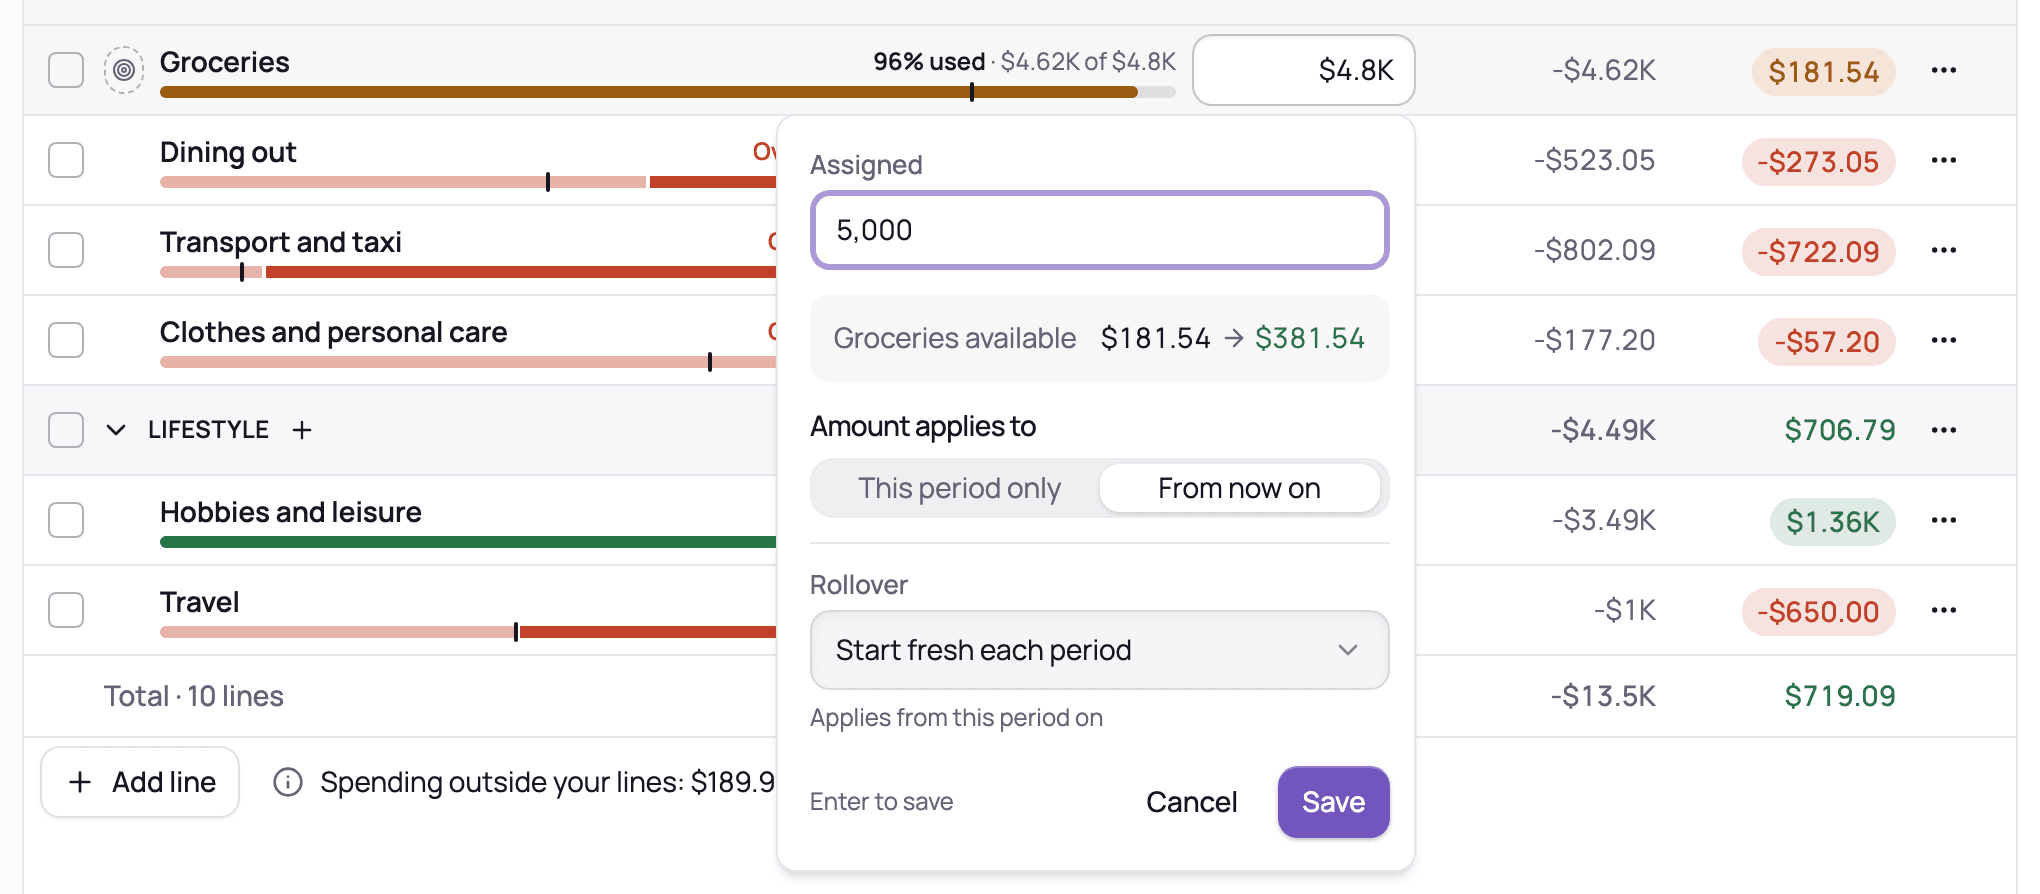 Groceries 96% used · $4.62K of $4.8K $4.8K -$4.62K $181.54
Dining out -$523.05 -$273.05
Transport and taxi -$802.09 -$722.09
Clothes and personal care -$177.20 -$57.20
LIFESTYLE -$4.49K $706.79
Hobbies and leisure -$3.49K $1.36K
Travel -$1K -$650.00
Total · 10 lines -$13.5K $719.09
Add line Spending outside your lines: $189.9
Assigned
5,000
Groceries available $181.54 → $381.54
Amount applies to
This period only From now on
Rollover
Start fresh each period
Applies from this period on
Enter to save Cancel Save